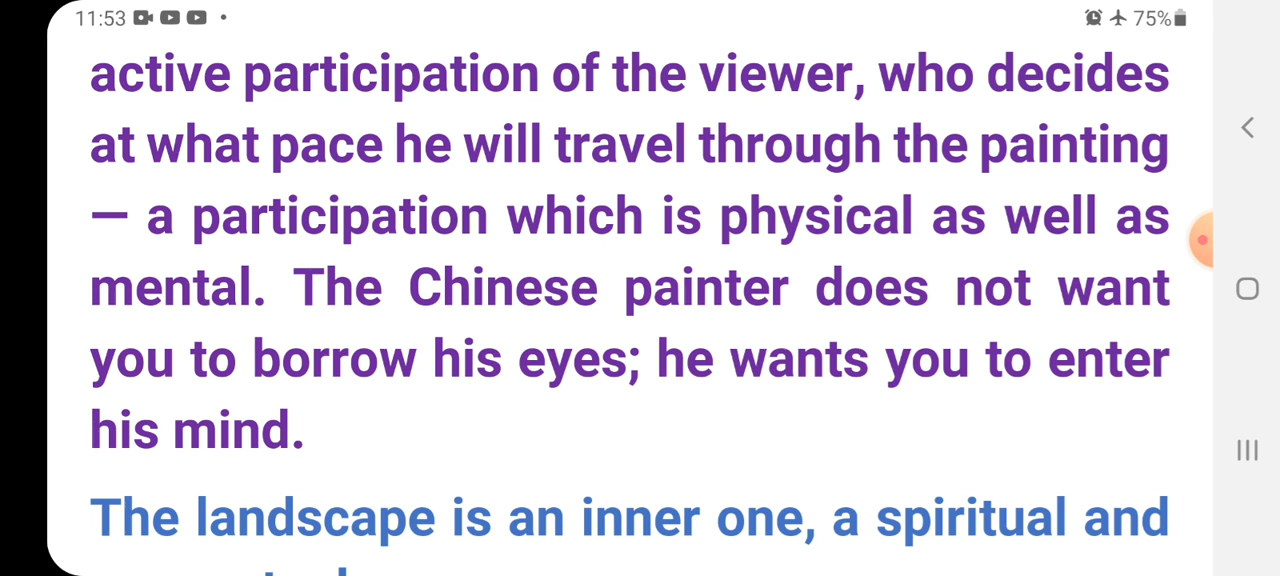 11:53
75%
active participation of the viewer, who decides
at what pace he will travel through the painting
— a participation which is physical as well as
mental. The Chinese painter does not want
you to borrow his eyes; he wants you to enter
his mind.
The landscape is an inner one, a spiritual and